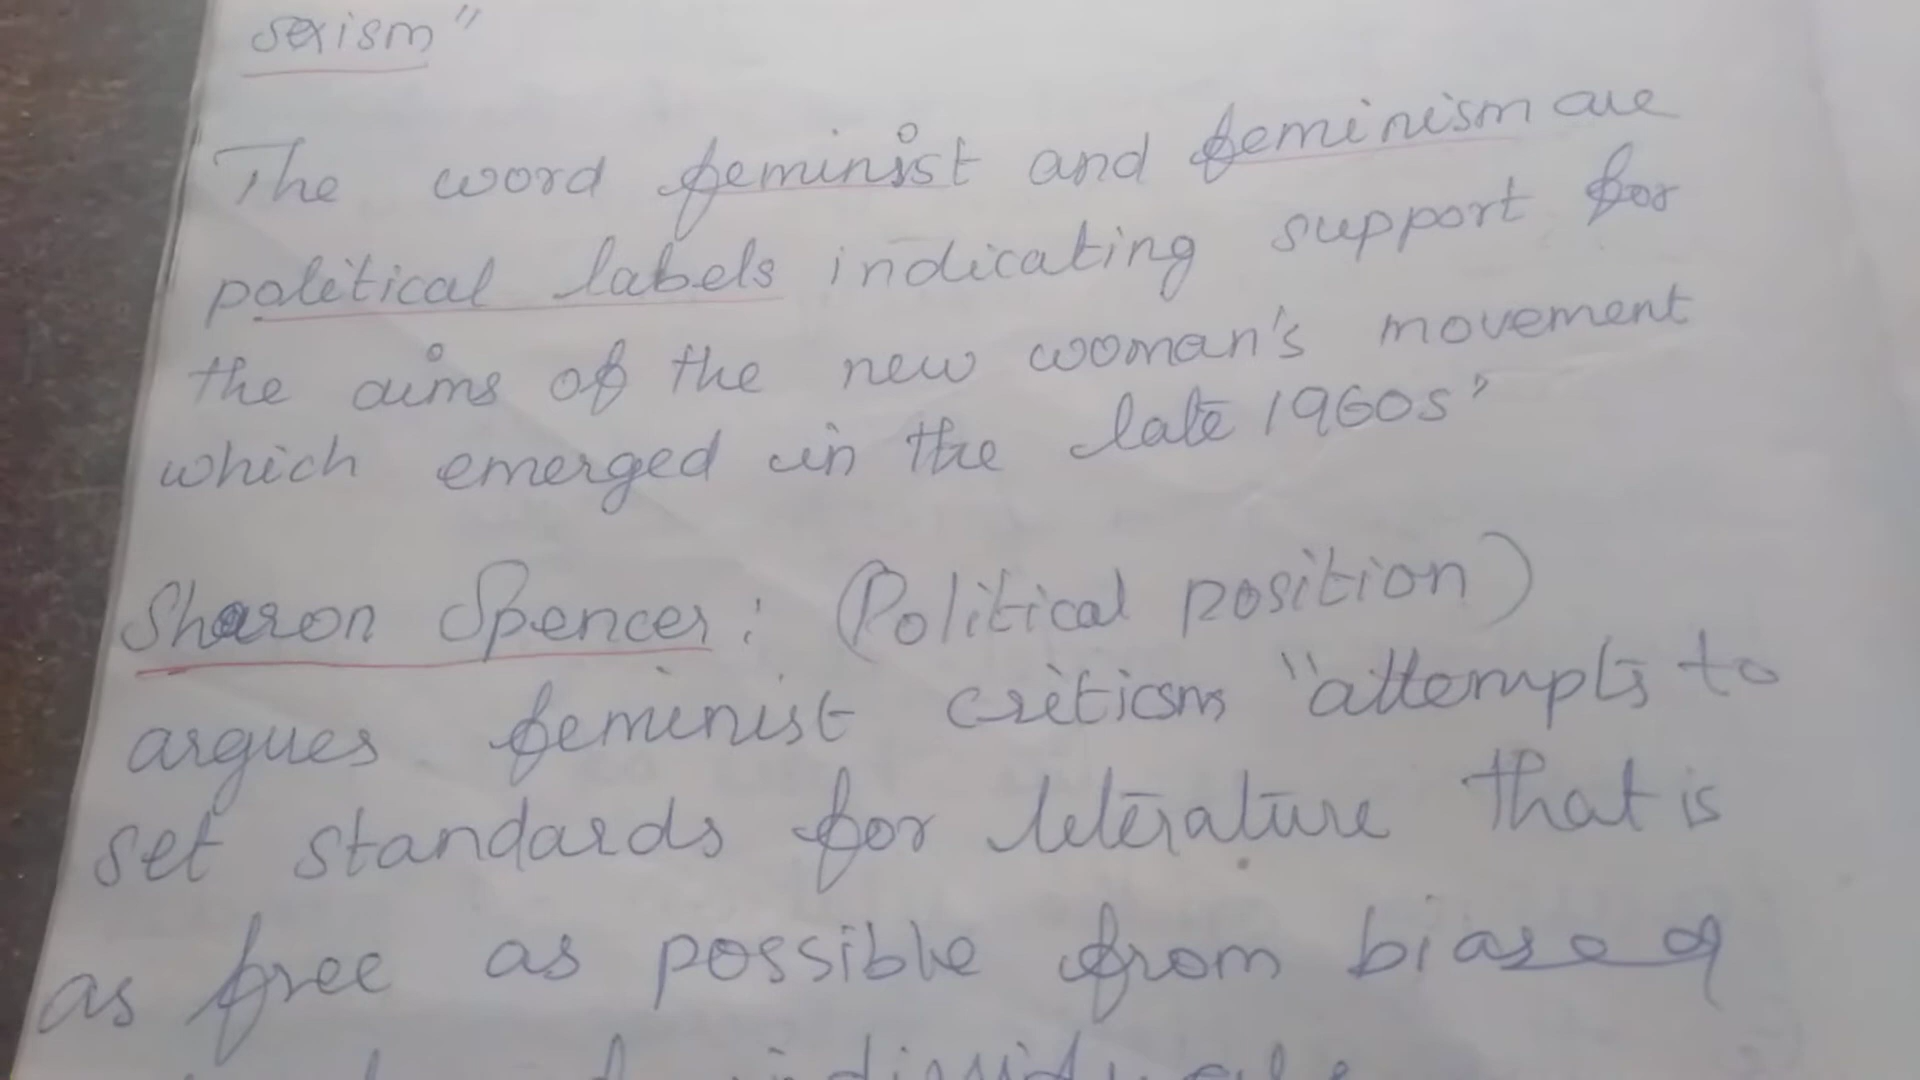 sexism"
The word feminist and feminism are
political labels indicating support for
the aims of the new woman's movement
which emerged in the late 1960s"
Sharon Spencer: (Political position)
argues feminist criticsm "attempts to
set standards for literature that is
as free as possible from biase of